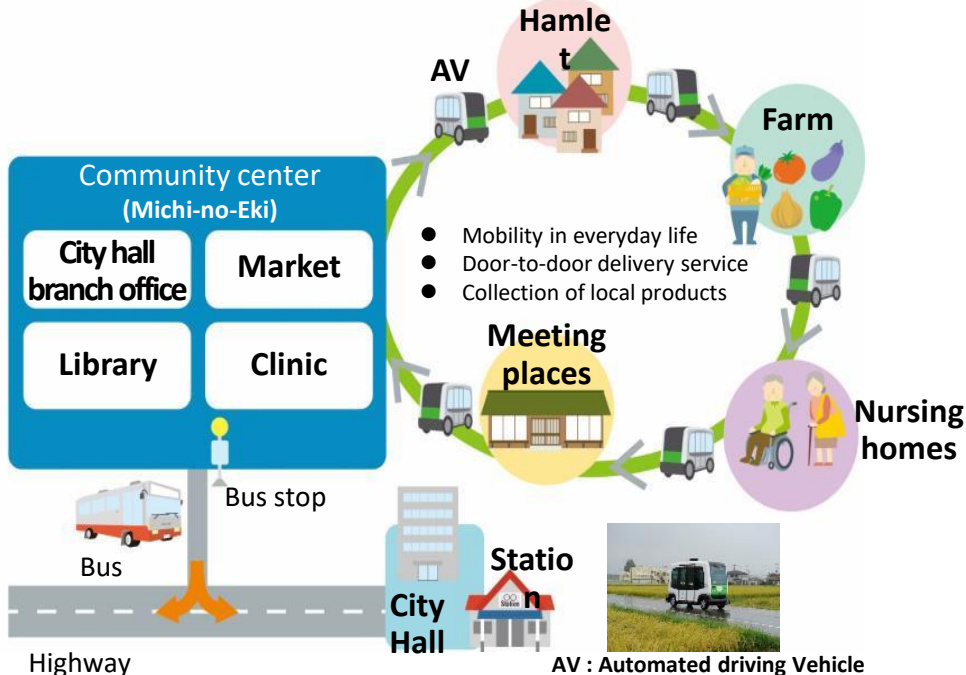 Hamle
t
AV
Farm
Community center
(Michi-no-Eki)
City hall
branch office
Market
Library
Clinic
● Mobility in everyday life
● Door-to-door delivery service
● Collection of local products
Meeting
places
Nursing
homes
Bus stop
Bus
Statio
n
Station
City
Hall
Highway
AV : Automated driving Vehicle